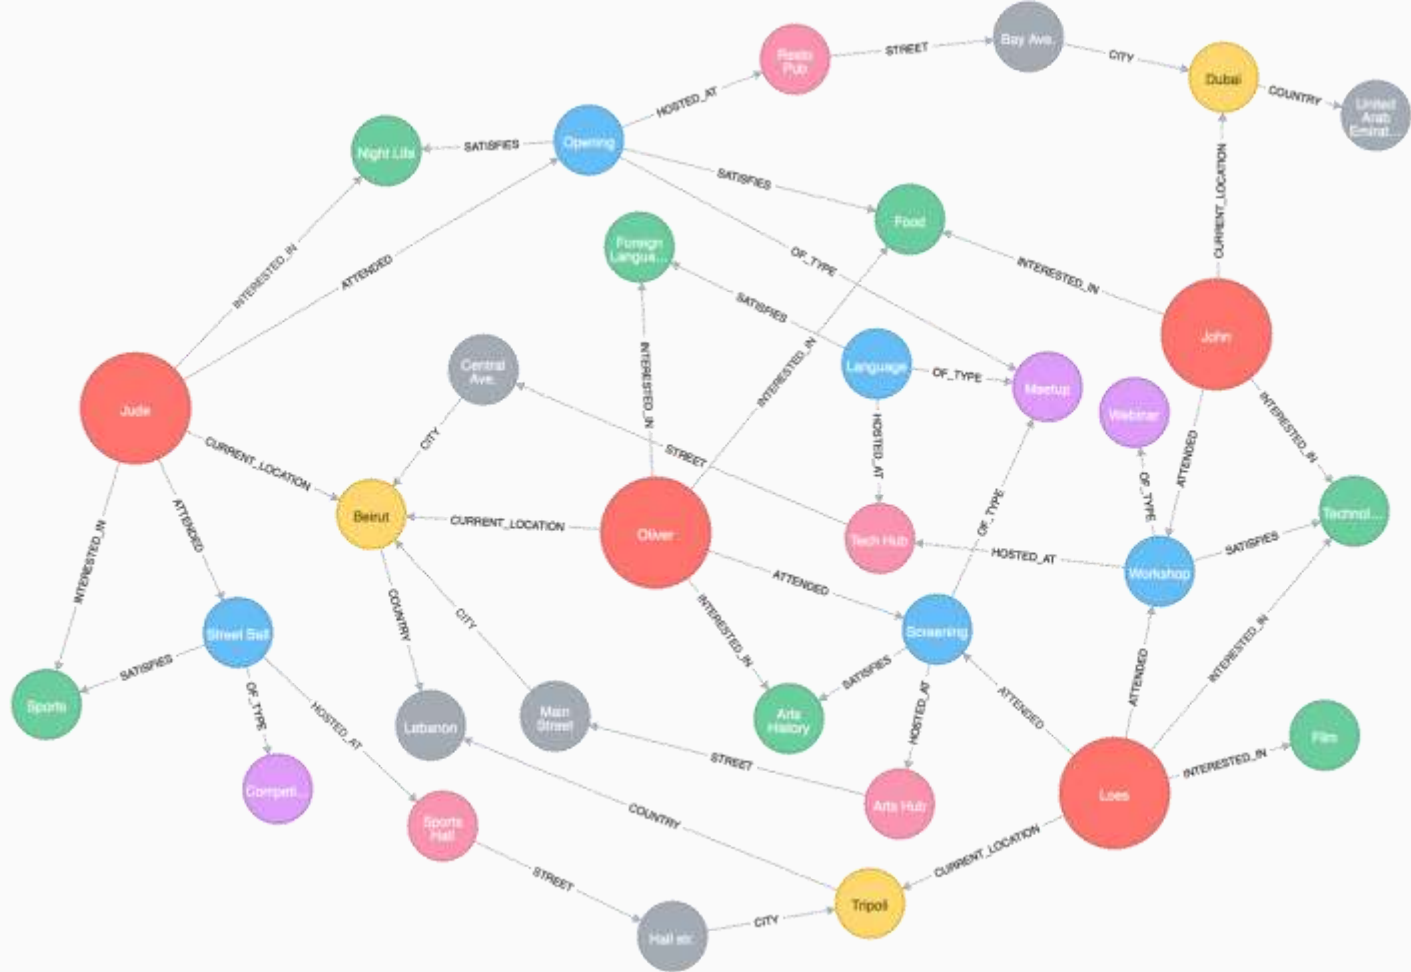 Resto
Pub
STREET
Bay Ave.
CITY
Dubai
COUNTRY
United
Arab
Emirat...
HOSTED_AT
Night Life
SATISFIES
Opening
SATISFIES
Food
CURRENT_LOCATION
Foreign
Langua...
OF_TYPE
INTERESTED_IN
INTERESTED_IN
ATTENDED
SATISFIES
John
Central
Ave.
INTERESTED_IN
INTERESTED_IN
Language
OF_TYPE
Meetup
Webinar
INTERESTED_IN
Jude
CITY
HOSTED_AT
ATTENDED
CURRENT_LOCATION
STREET
OF_TYPE
OF_TYPE
Technol...
Beirut
CURRENT_LOCATION
Oliver
Tech Hub
HOSTED_AT
Workshop
SATISFIES
ATTENDED
INTERESTED_IN
ATTENDED
COUNTRY
CITY
INTERESTED_IN
Street Ball
Screening
SATISFIES
SATISFIES
ATTENDED
INTERESTED_IN
Sports
OF_TYPE
HOSTED_AT
Lebanon
Main
Street
Arts
History
HOSTED_AT
ATTENDED
Film
STREET
INTERESTED_IN
Competi...
Sports
Hall
COUNTRY
Arts Hub
Loes
CURRENT_LOCATION
STREET
CITY
Tripoli
Hall str.